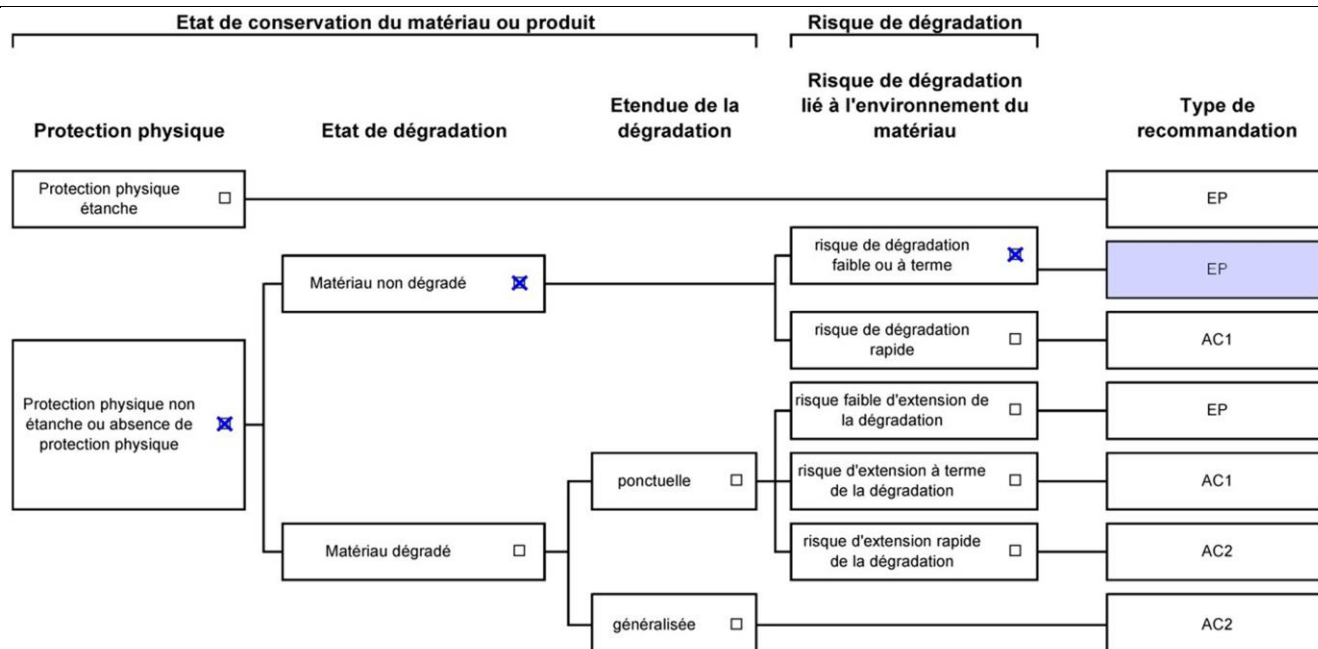 Etat de conservation du matériau ou produit
Risque de dégradation
Protection physique
Etat de dégradation
Etendue de la
dégradation
Risque de dégradation
lié à l'environnement du
matériau
Type de
recommandation
Protection physique
étanche
EP
risque de dégradation
faible ou à terme
EP
Matériau non dégradé
risque de dégradation
rapide
AC1
Protection physique non
étanche ou absence de
protection physique
risque faible d'extension de
la dégradation
EP
ponctuelle
risque d'extension à terme
de la dégradation
AC1
Matériau dégradé
risque d'extension rapide
de la dégradation
AC2
généralisée
AC2